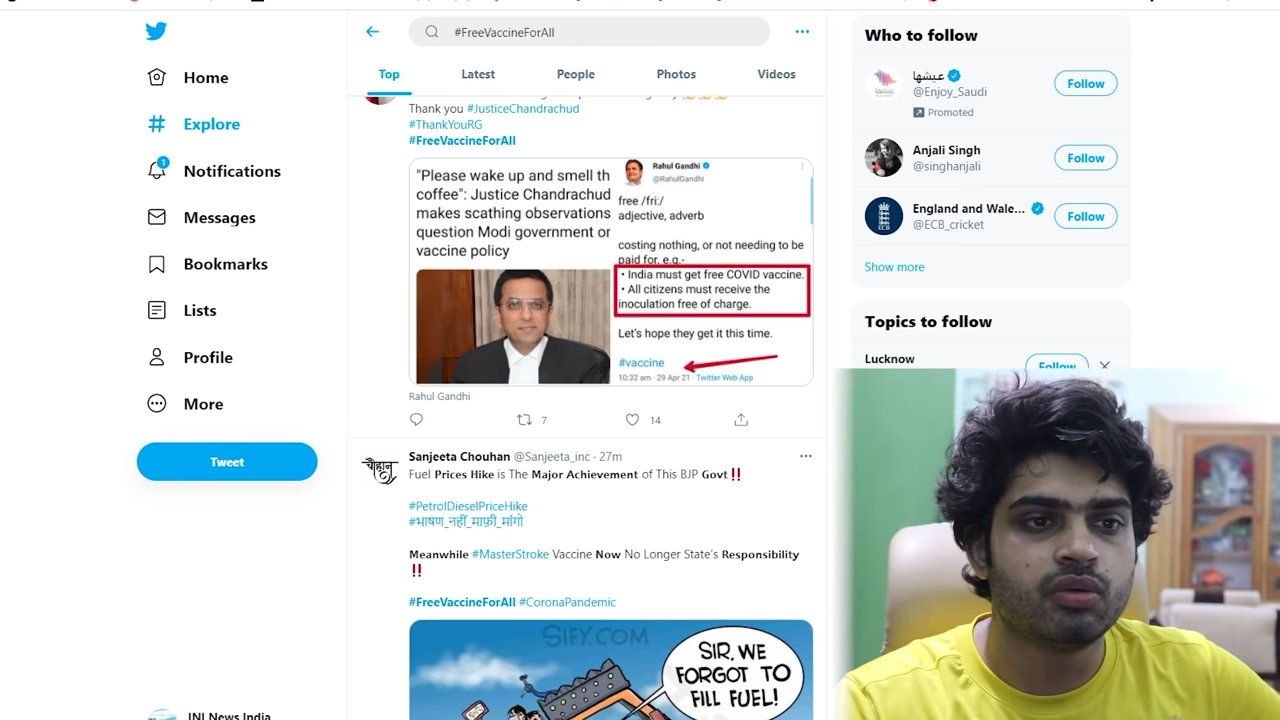 #FreeVaccineForAll
Top
Latest
People
Photos
Videos
Home
Explore
1
Notifications
Messages
Bookmarks
Lists
Profile
More
Tweet
INI News India
Thank you #JusticeChandrachud
#ThankYouRG
#FreeVaccineForAll
"Please wake up and smell th
coffee": Justice Chandrachud
makes scathing observations
question Modi government or
vaccine policy
Rahul Gandhi
@RahulGandhi
free /friː/
adjective, adverb
costing nothing, or not needing to be
paid for. e.g.-
• India must get free COVID vaccine.
• All citizens must receive the
inoculation free of charge.
Let's hope they get it this time.
#vaccine
10:32 am · 29 Apr 21 · Twitter Web App
Rahul Gandhi
7
14
चौहान
Sanjeeta Chouhan @Sanjeeta_inc · 27m
Fuel Prices Hike is The Major Achievement of This BJP Govt ‼
#PetrolDieselPriceHike
#भाषण_नहीं_माफ़ी_मांगो
Meanwhile #MasterStroke Vaccine Now No Longer State's Responsibility
‼
#FreeVaccineForAll #CoronaPandemic
SIFY.COM
SIR, WE
FORGOT TO
FILL FUEL!
Who to follow
عيشها
@Enjoy_Saudi
Promoted
Follow
Anjali Singh
@singhanjali
Follow
England and Wale...
@ECB_cricket
Follow
Show more
Topics to follow
Lucknow
Follow